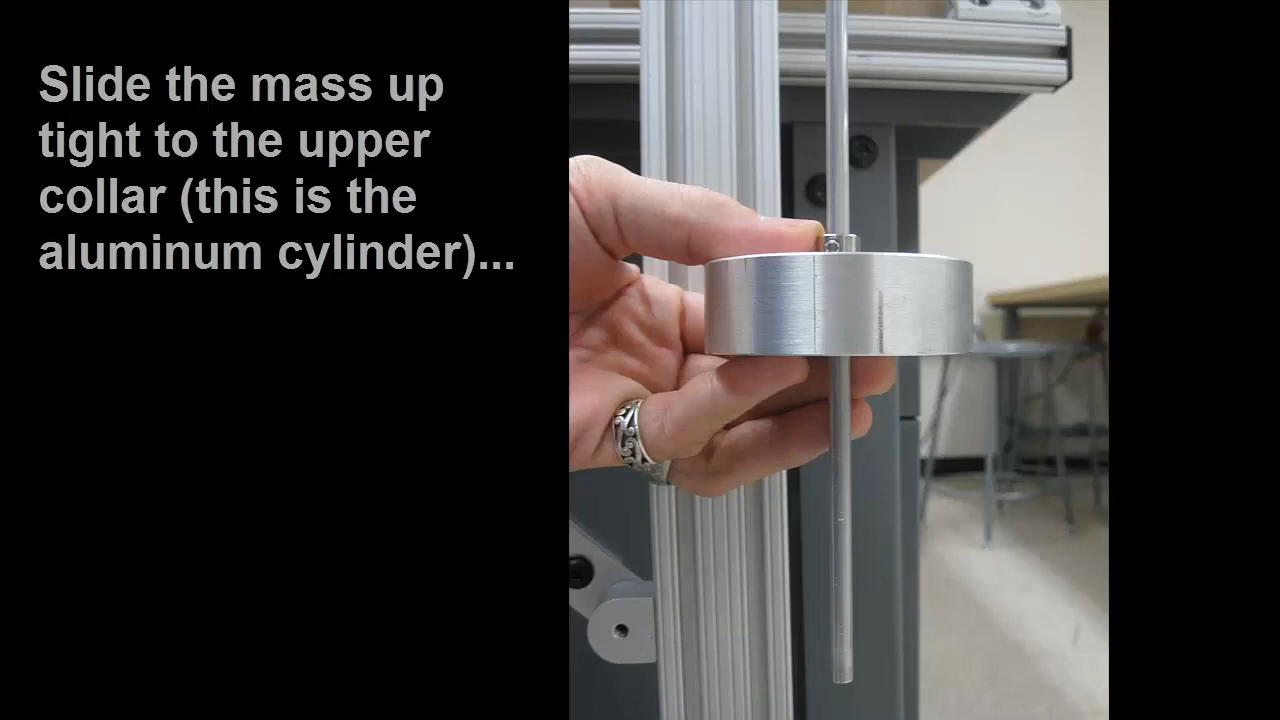 Slide the mass up
tight to the upper
collar (this is the
aluminum cylinder)...